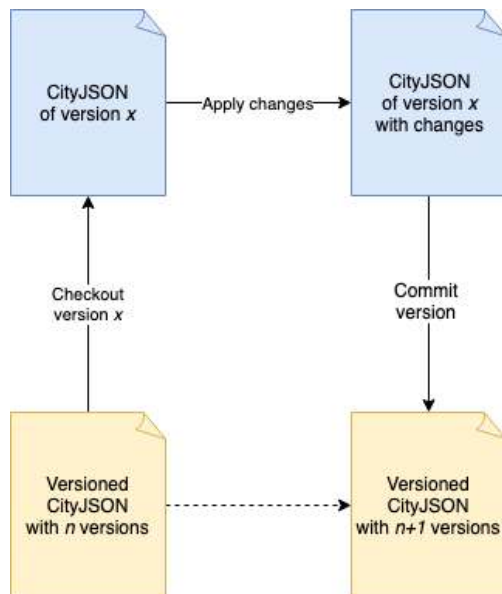 CityJSON
of version x
Apply changes
CityJSON
of version x
with changes
Checkout
version x
Commit
version
Versioned
CityJSON
with n versions
Versioned
CityJSON
with n+1 versions